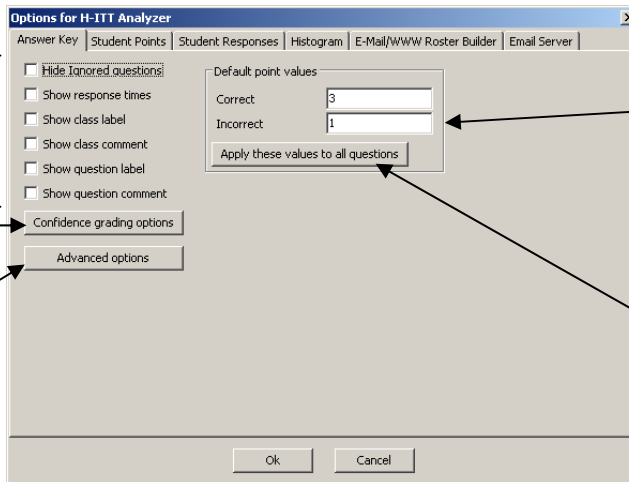 Options for H-ITT Analyzer
Answer Key Student Points Student Responses Histogram E-Mail/WWW Roster Builder Email Server
Hide Ignored questions
Show response times
Show class label
Show class comment
Show question label
Show question comment
Confidence grading options
Advanced options
Default point values
Correct 3
Incorrect 1
Apply these values to all questions
Ok Cancel